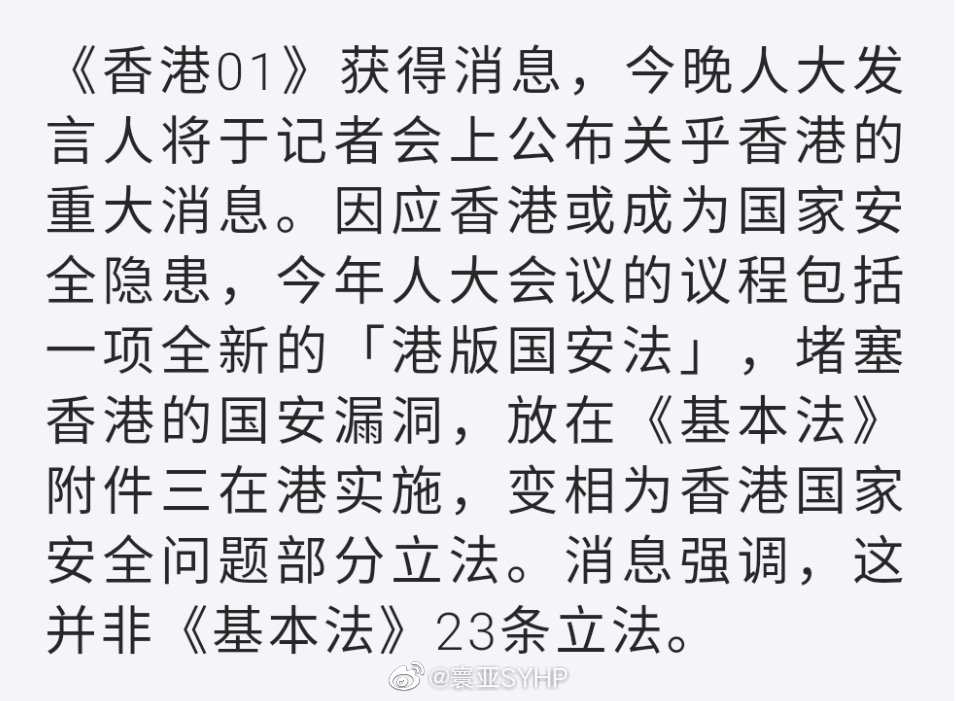 《香港01》获得消息，今晚人大发
言人将于记者会上公布关乎香港的
重大消息。因应香港或成为国家安
全隐患，今年人大会议的议程包括
一项全新的「港版国安法」，堵塞
香港的国安漏洞，放在《基本法》
附件三在港实施，变相为香港国家
安全问题部分立法。消息强调，这
并非《基本法》23条立法。
@寰亚SYHP